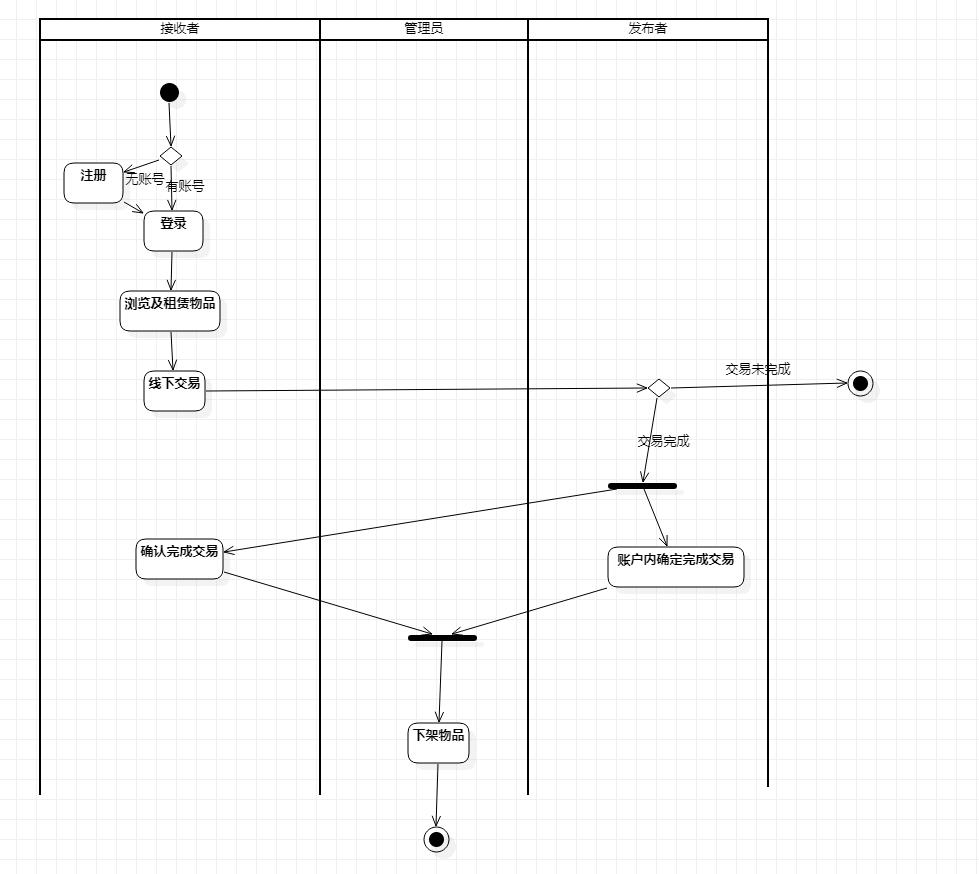 接收者
管理员
发布者
注册
无账号
有账号
登录
浏览及租赁物品
线下交易
交易未完成
交易完成
确认完成交易
账户内确定完成交易
下架物品